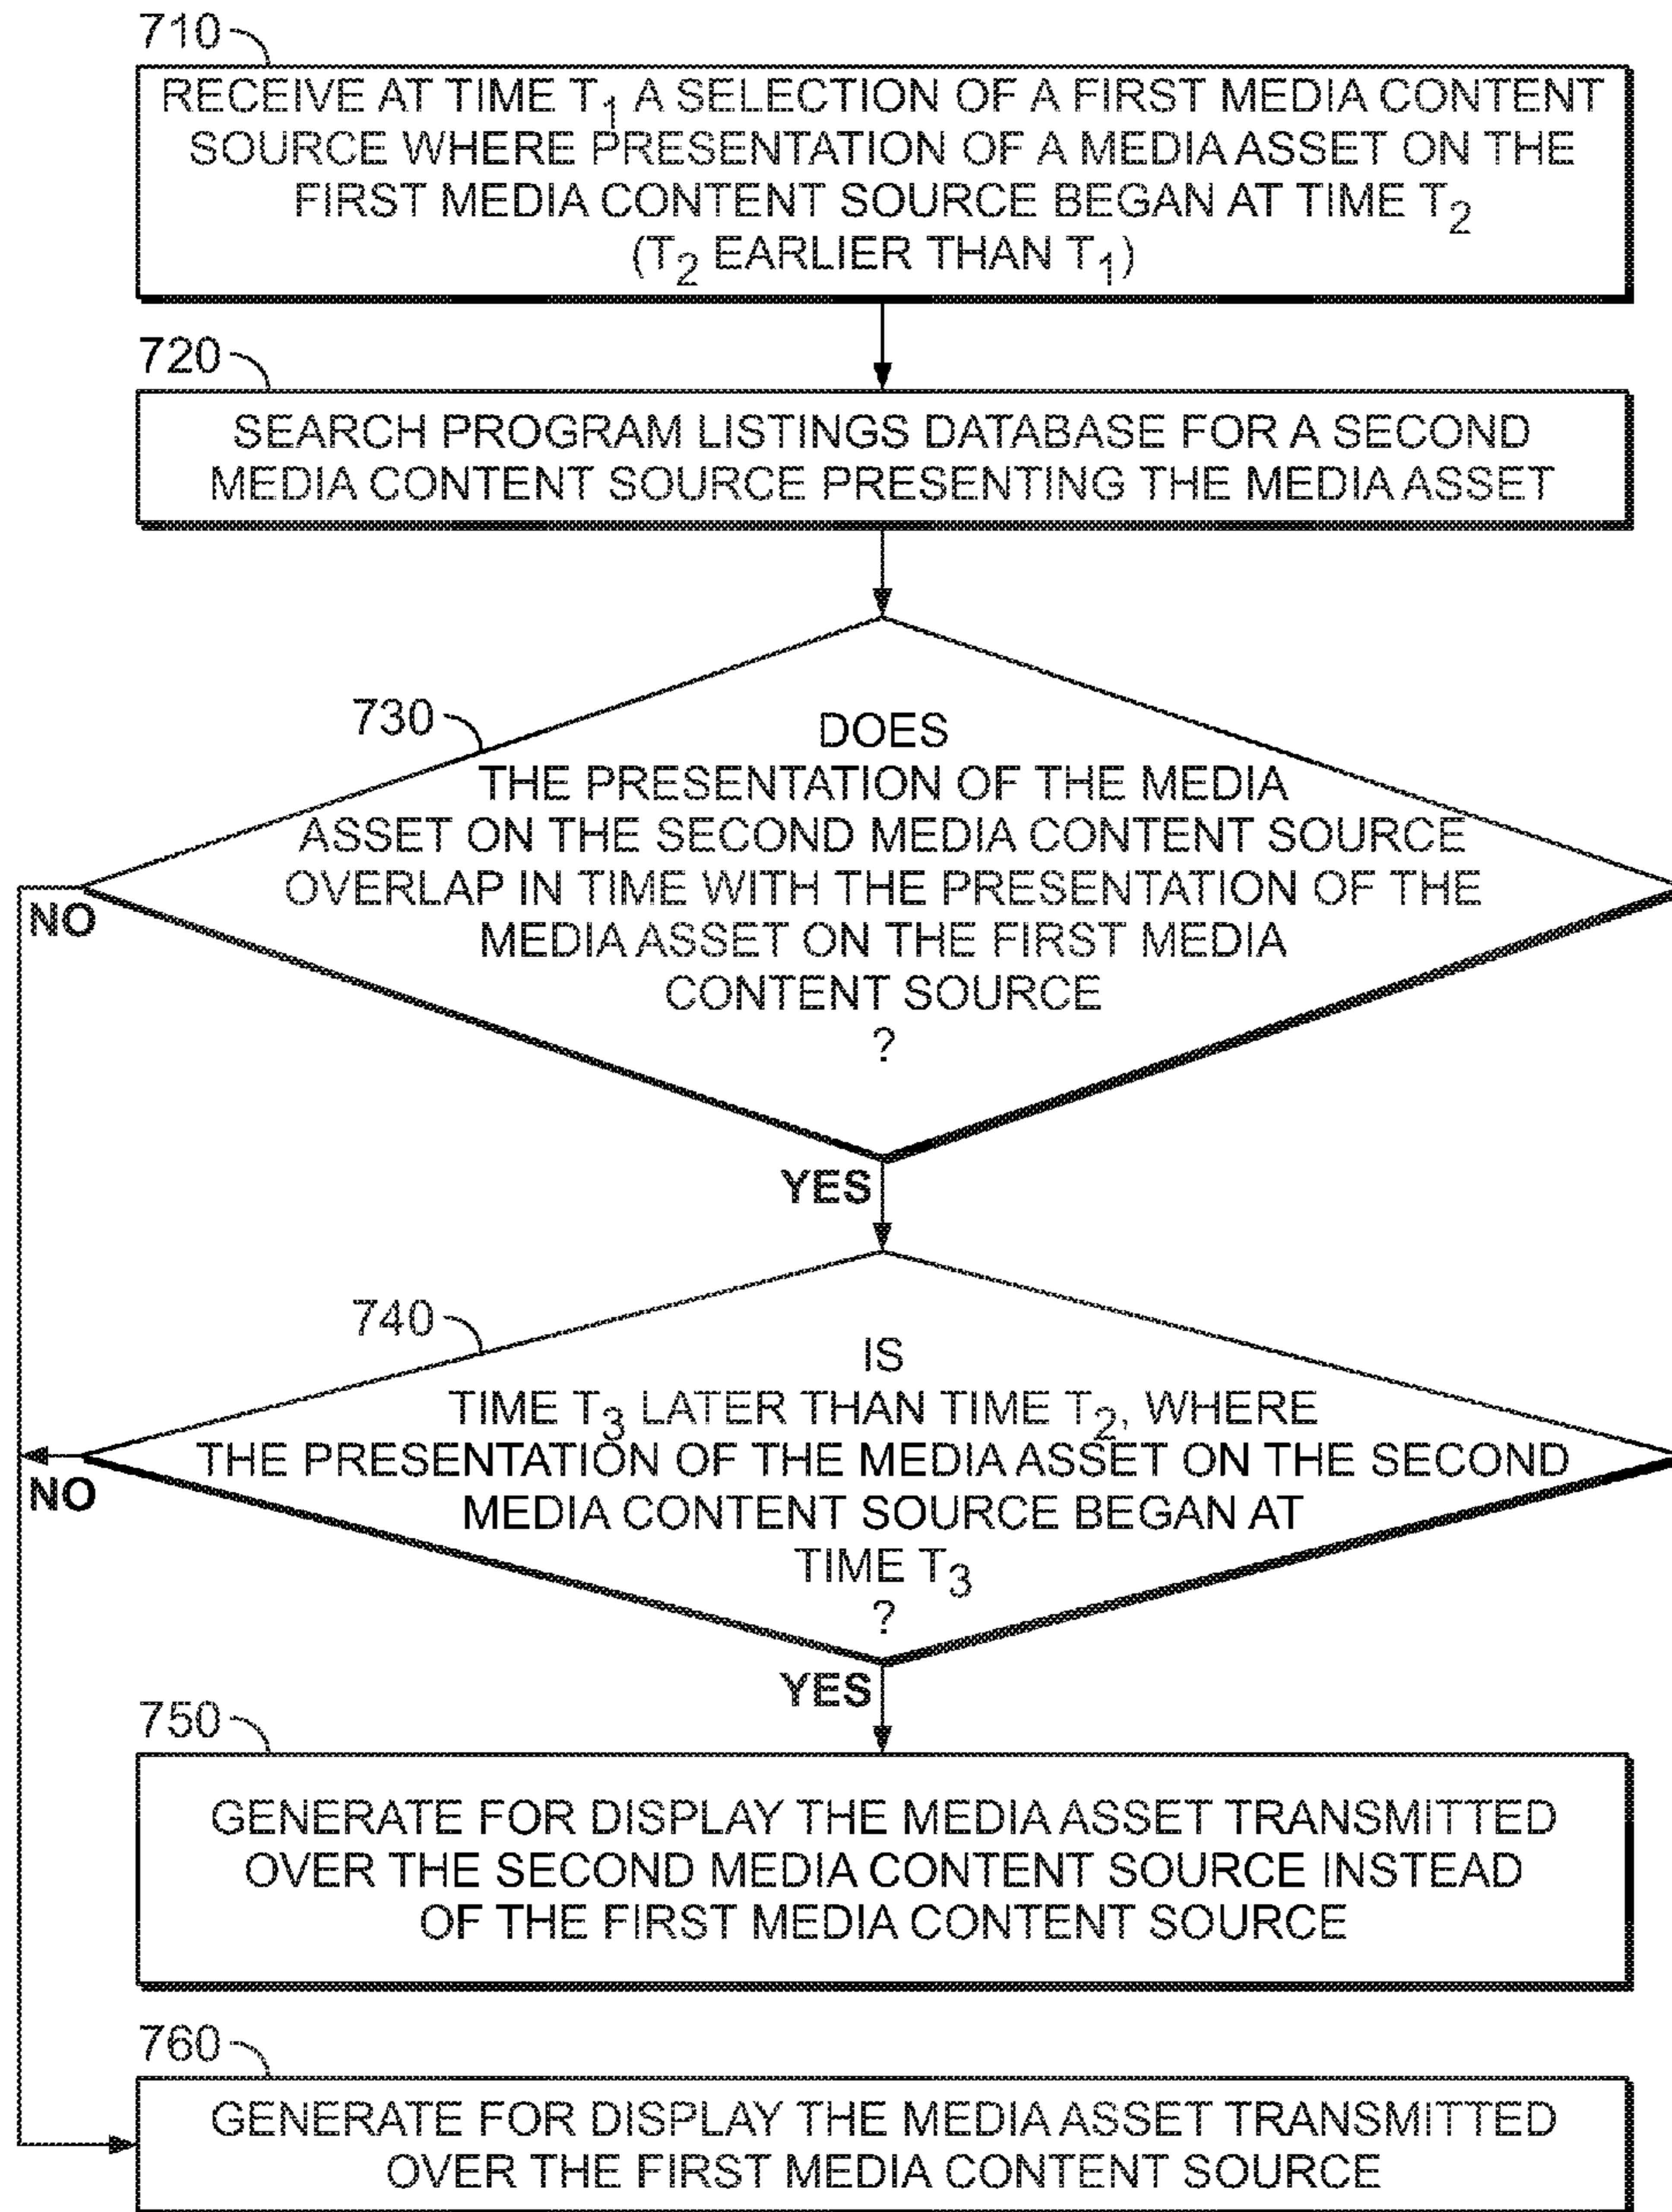 710
RECEIVE AT TIME T1 A SELECTION OF A FIRST MEDIA CONTENT
SOURCE WHERE PRESENTATION OF A MEDIA ASSET ON THE
FIRST MEDIA CONTENT SOURCE BEGAN AT TIME T2
(T2 EARLIER THAN T1)
720
SEARCH PROGRAM LISTINGS DATABASE FOR A SECOND
MEDIA CONTENT SOURCE PRESENTING THE MEDIA ASSET
730
DOES
THE PRESENTATION OF THE MEDIA
ASSET ON THE SECOND MEDIA CONTENT SOURCE
OVERLAP IN TIME WITH THE PRESENTATION OF THE
MEDIA ASSET ON THE FIRST MEDIA
CONTENT SOURCE
?
NO
YES
740
IS
TIME T3 LATER THAN TIME T2, WHERE
THE PRESENTATION OF THE MEDIA ASSET ON THE SECOND
MEDIA CONTENT SOURCE BEGAN AT
TIME T3
?
NO
YES
750
GENERATE FOR DISPLAY THE MEDIA ASSET TRANSMITTED
OVER THE SECOND MEDIA CONTENT SOURCE INSTEAD
OF THE FIRST MEDIA CONTENT SOURCE
760
GENERATE FOR DISPLAY THE MEDIA ASSET TRANSMITTED
OVER THE FIRST MEDIA CONTENT SOURCE